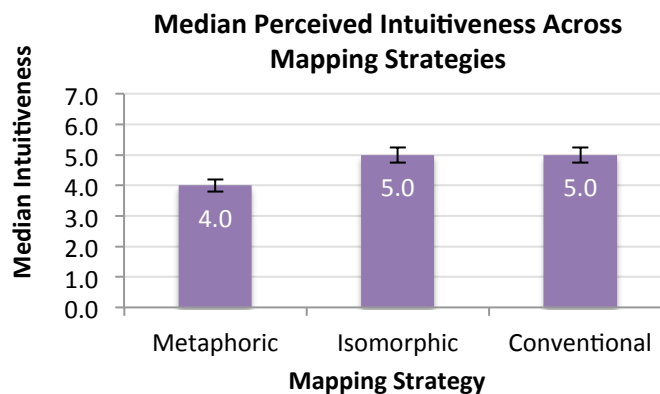 Median Perceived Intuitiveness Across
Mapping Strategies
Median Intuitiveness
7.0
6.0
5.0
4.0
3.0
2.0
1.0
0.0
4.0
5.0
5.0
Metaphoric
Isomorphic
Conventional
Mapping Strategy